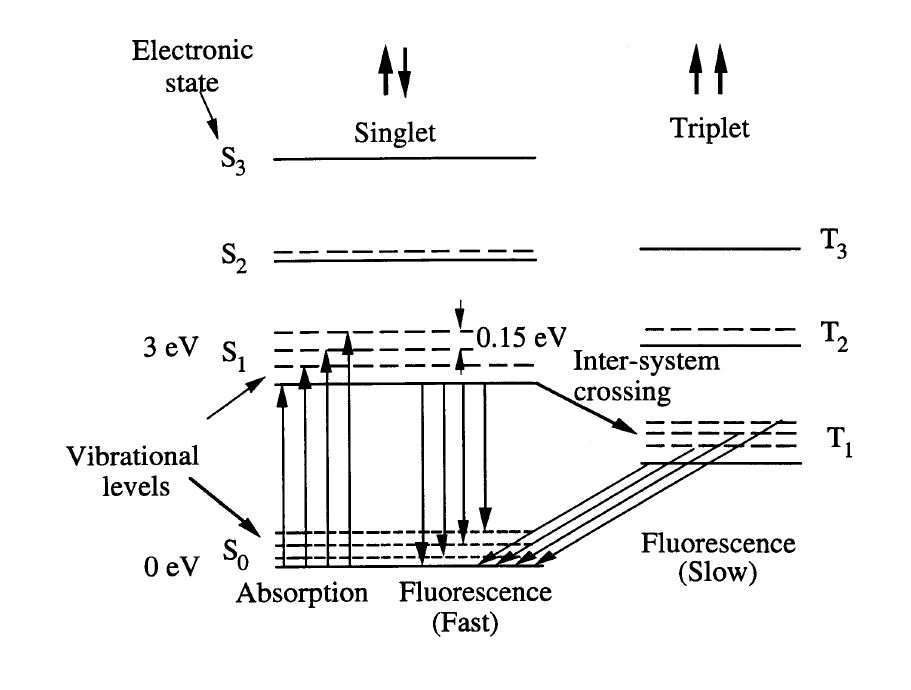 Electronic
state
Singlet
Triplet
S3
S2
T3
3 eV
S1
0.15 eV
T2
Inter-system
crossing
T1
Vibrational
levels
0 eV
S0
Absorption
Fluorescence
(Fast)
Fluorescence
(Slow)